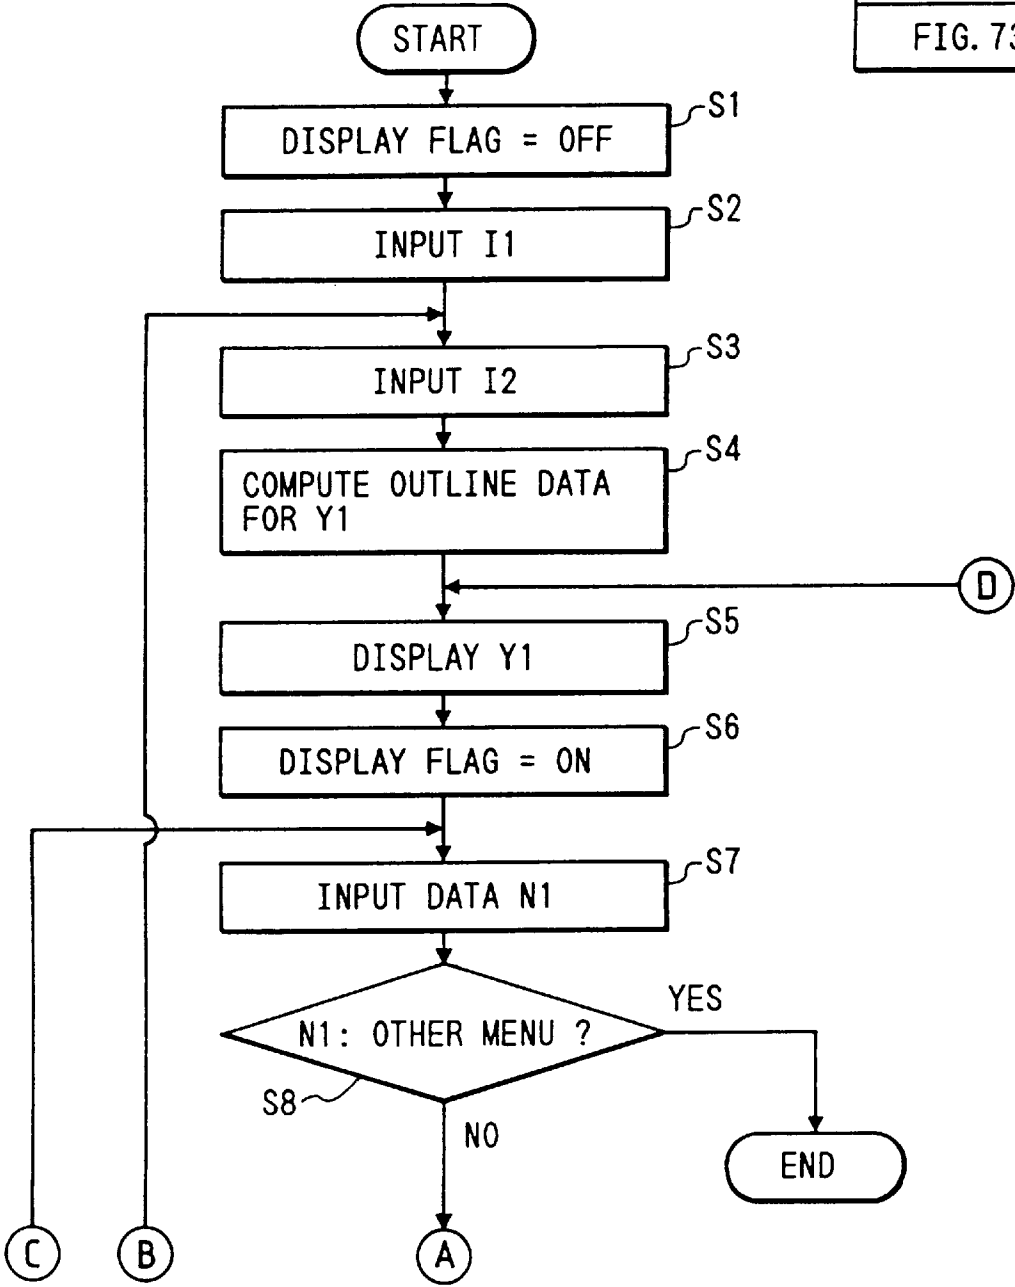 START
FIG. 73
DISPLAY FLAG = OFF
S1
INPUT I1
S2
INPUT I2
S3
COMPUTE OUTLINE DATA
FOR Y1
S4
D
DISPLAY Y1
S5
DISPLAY FLAG = ON
S6
INPUT DATA N1
S7
N1: OTHER MENU ?
YES
S8
NO
END
C
B
A